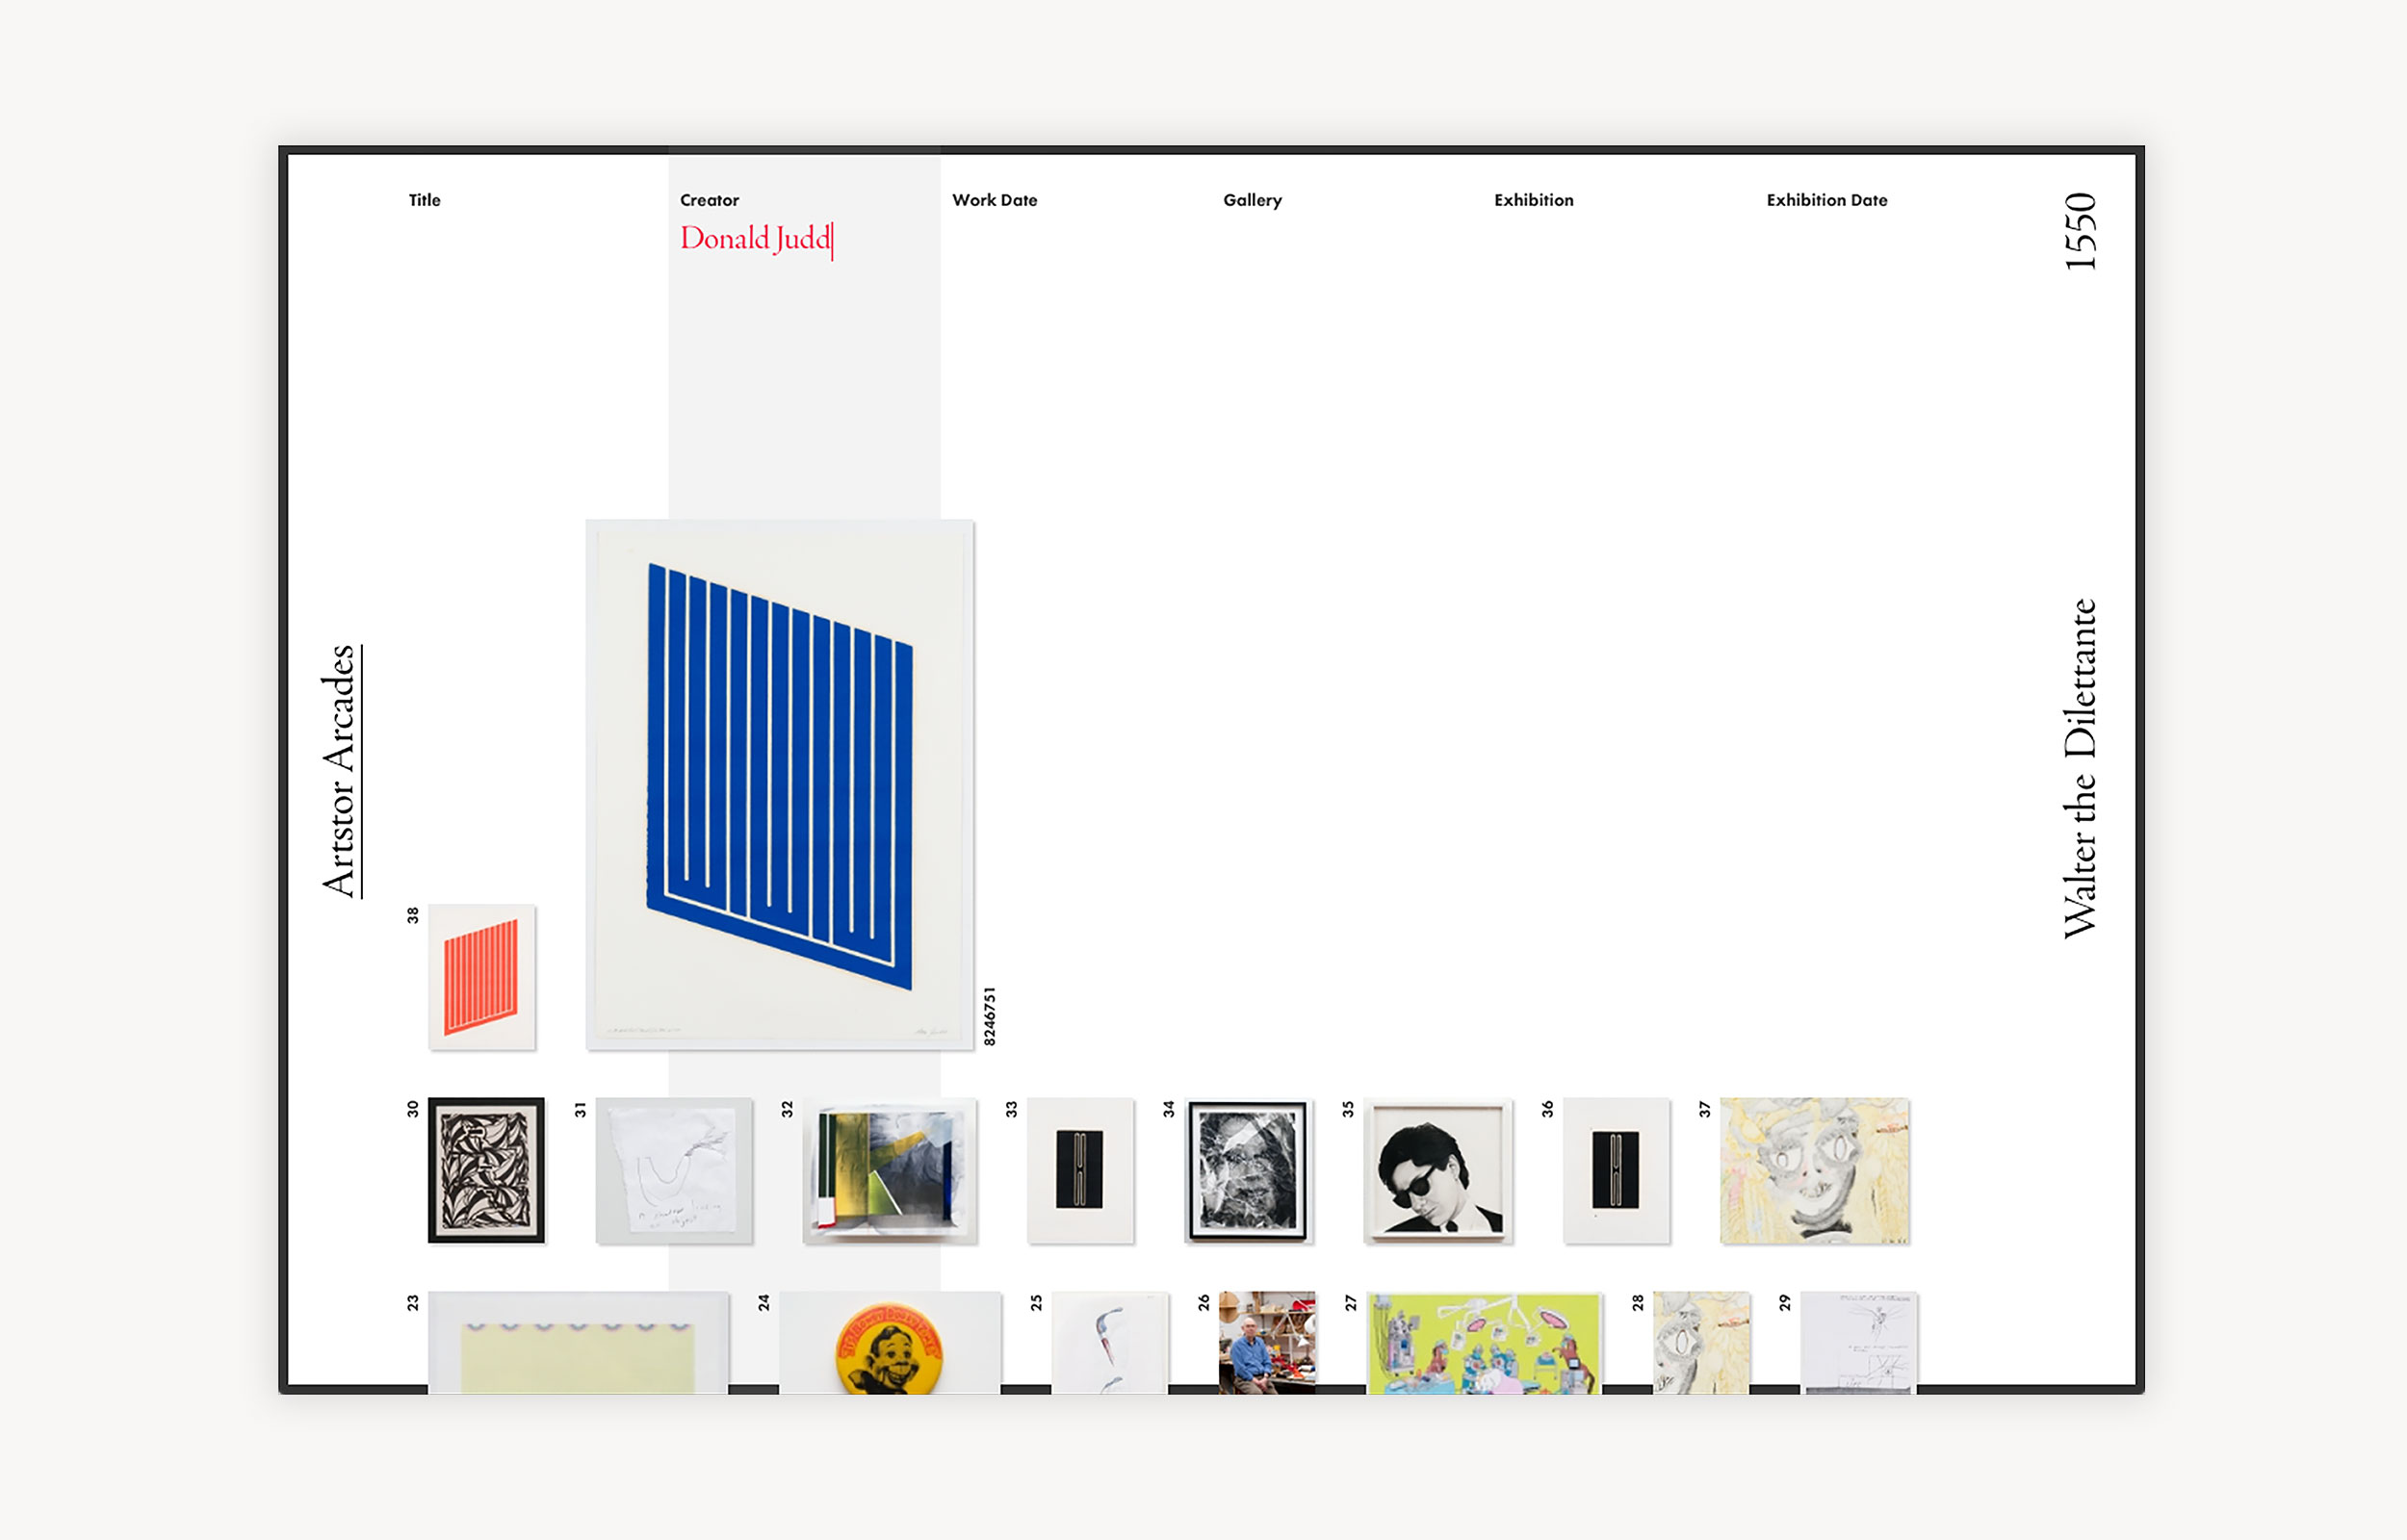 Title
Creator
Work Date
Gallery
Exhibition
Exhibition Date
Donald Judd
1550
Artstor Arcades
Walter the Dilettante
8246751
38
30
31
32
33
34
35
36
37
23
24
25
26
27
28
29